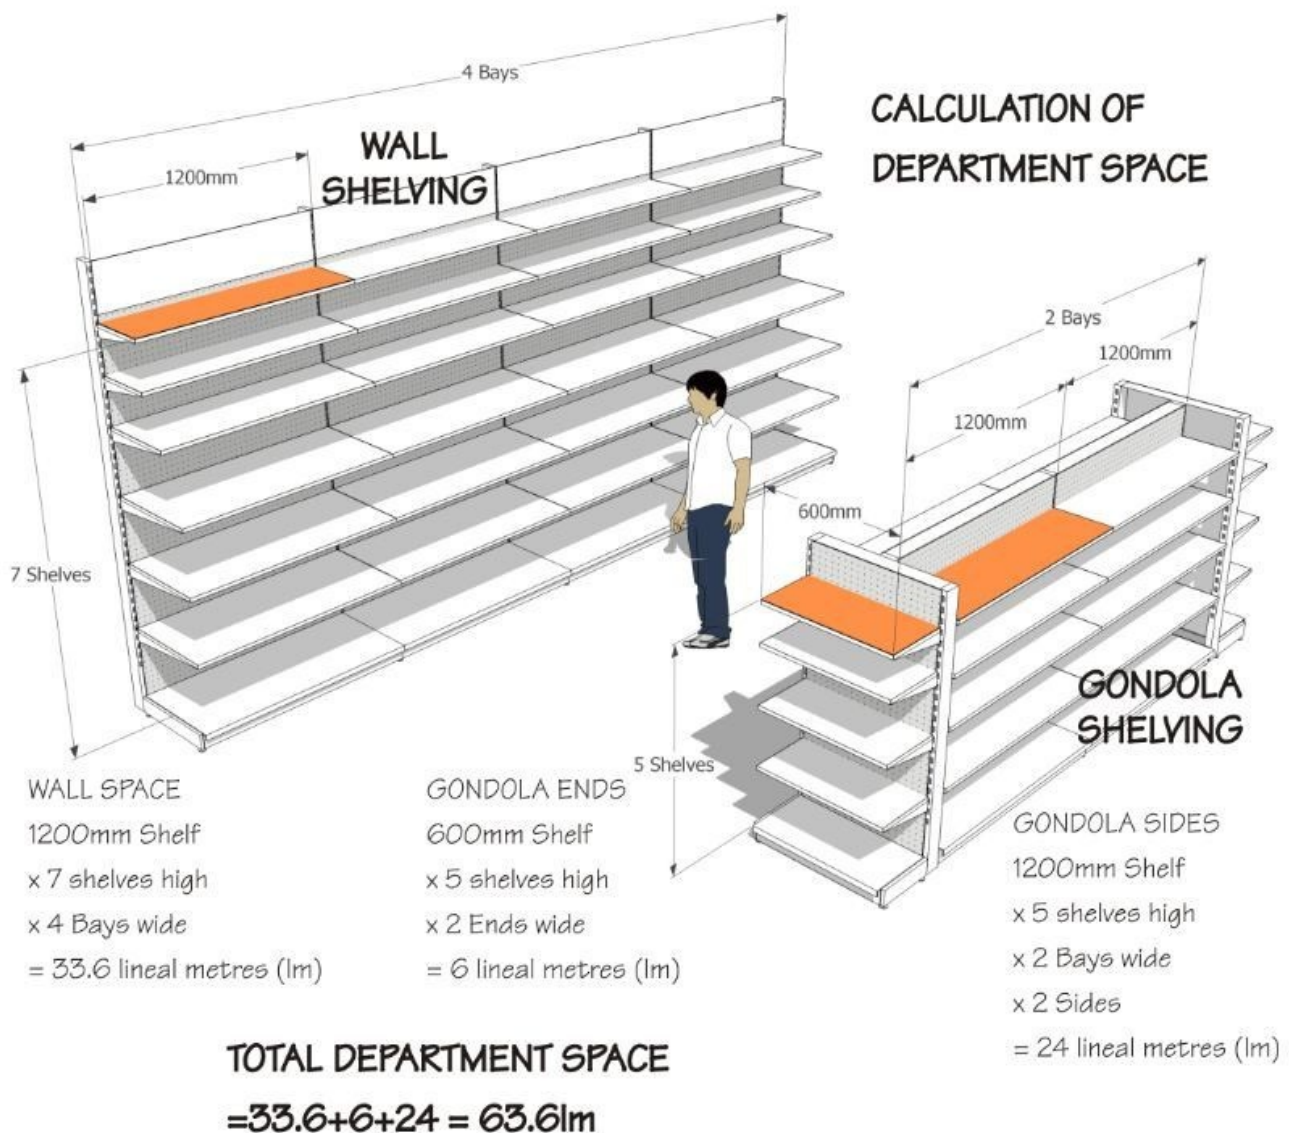 4 Bays
WALL
SHELVING
1200mm
CALCULATION OF
DEPARTMENT SPACE
2 Bays
1200mm
1200mm
600mm
7 Shelves
5 Shelves
GONDOLA
SHELVING
WALL SPACE
1200mm Shelf
x 7 shelves high
x 4 Bays wide
= 33.6 lineal metres (lm)
GONDOLA ENDS
600mm Shelf
x 5 shelves high
x 2 Ends wide
= 6 lineal metres (lm)
GONDOLA SIDES
1200mm Shelf
x 5 shelves high
x 2 Bays wide
x 2 Sides
= 24 lineal metres (lm)
TOTAL DEPARTMENT SPACE
=33.6+6+24 = 63.6lm